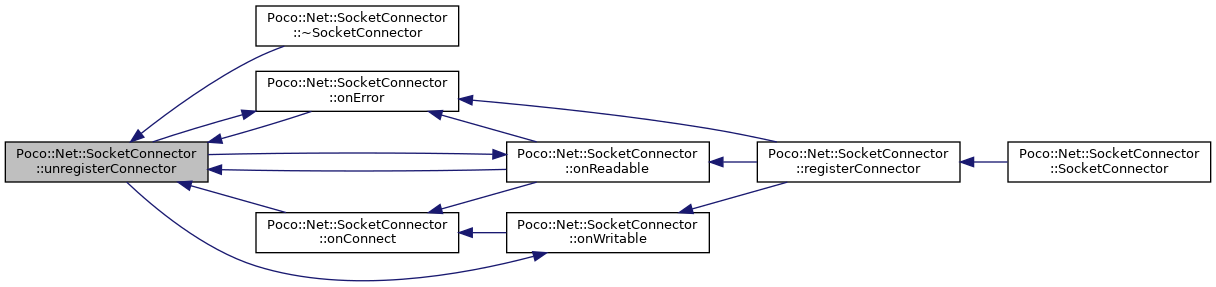 Poco::Net::SocketConnector
::~SocketConnector
Poco::Net::SocketConnector
::onError
Poco::Net::SocketConnector
::unregisterConnector
Poco::Net::SocketConnector
::onReadable
Poco::Net::SocketConnector
::registerConnector
Poco::Net::SocketConnector
::SocketConnector
Poco::Net::SocketConnector
::onConnect
Poco::Net::SocketConnector
::onWritable